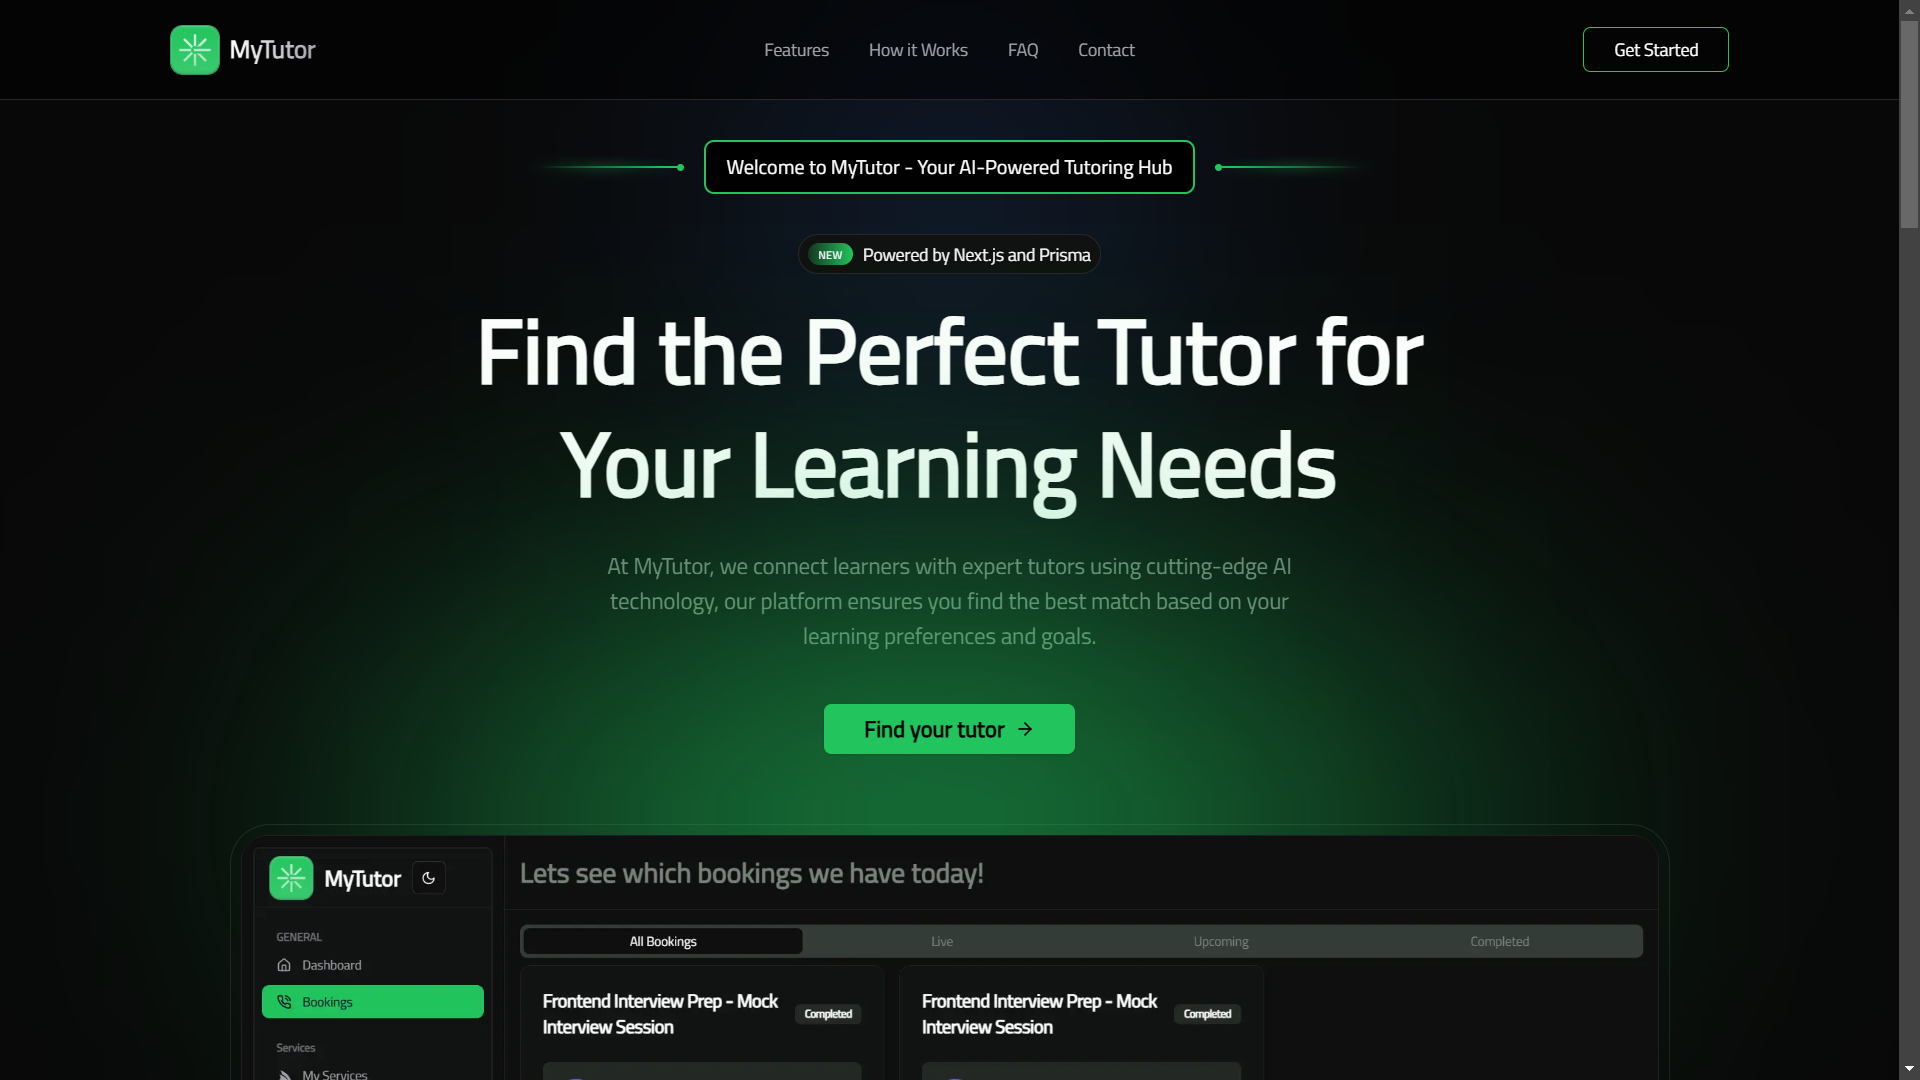 MyTutor
Features
How it Works
FAQ
Contact
Get Started
Welcome to MyTutor - Your AI-Powered Tutoring Hub
NEW Powered by Next.js and Prisma
Find the Perfect Tutor for
Your Learning Needs
At MyTutor, we connect learners with expert tutors using cutting-edge AI
technology, our platform ensures you find the best match based on your
learning preferences and goals.
Find your tutor
MyTutor
GENERAL
Dashboard
Bookings
Services
My Services
Lets see which bookings we have today!
All Bookings
Live
Upcoming
Completed
Frontend Interview Prep - Mock
Interview Session
Completed
Frontend Interview Prep - Mock
Interview Session
Completed